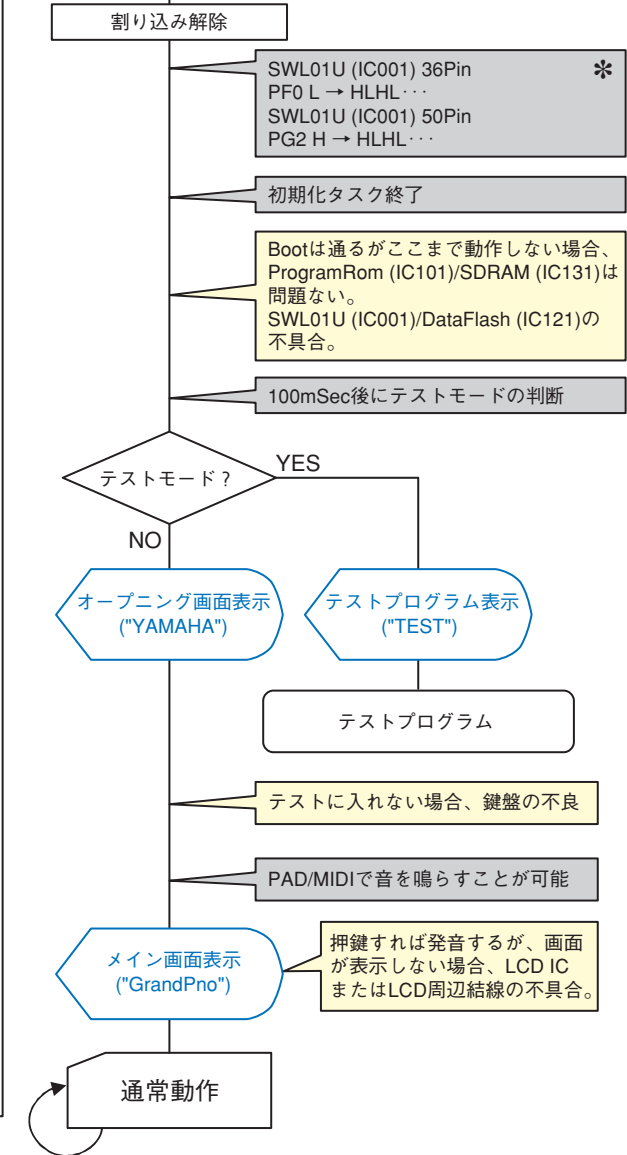 割り込み解除
SWL01U (IC001) 36Pin ✻
PF0 L → HLHL···
SWL01U (IC001) 50Pin
PG2 H → HLHL···
初期化タスク終了
Bootは通るがここまで動作しない場合、
ProgramRom (IC101)/SDRAM (IC131)は
問題ない。
SWL01U (IC001)/DataFlash (IC121)の
不具合。
100mSec後にテストモードの判断
テストモード？
YES
NO
オープニング画面表示
("YAMAHA")
テストプログラム表示
("TEST")
テストプログラム
テストに入れない場合、鍵盤の不良
PAD/MIDIで音を鳴らすことが可能
メイン画面表示
("GrandPno")
押鍵すれば発音するが、画面
が表示しない場合、LCD IC
またはLCD周辺結線の不具合。
通常動作